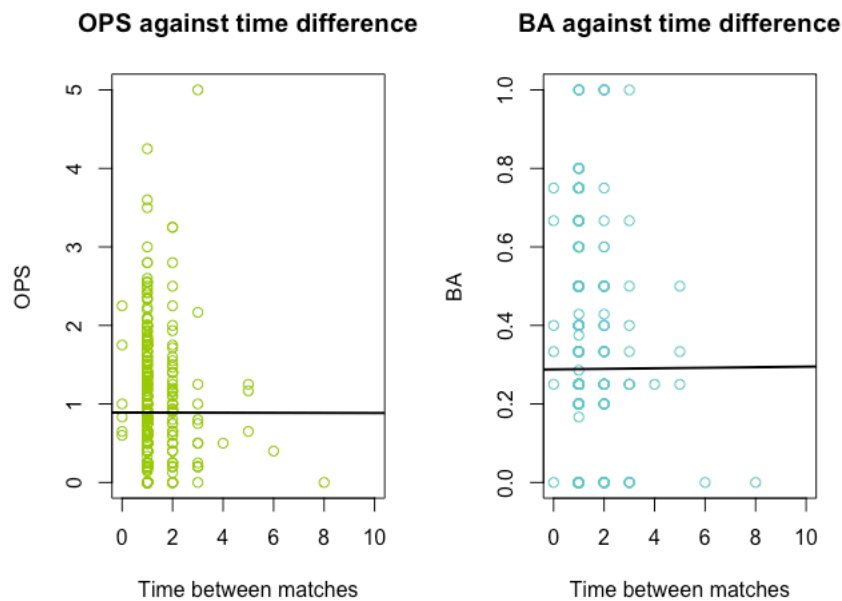 OPS against time difference
OPS
0 1 2 3 4 5
0 2 4 6 8 10
Time between matches
BA against time difference
BA
0.0 0.2 0.4 0.6 0.8 1.0
0 2 4 6 8 10
Time between matches